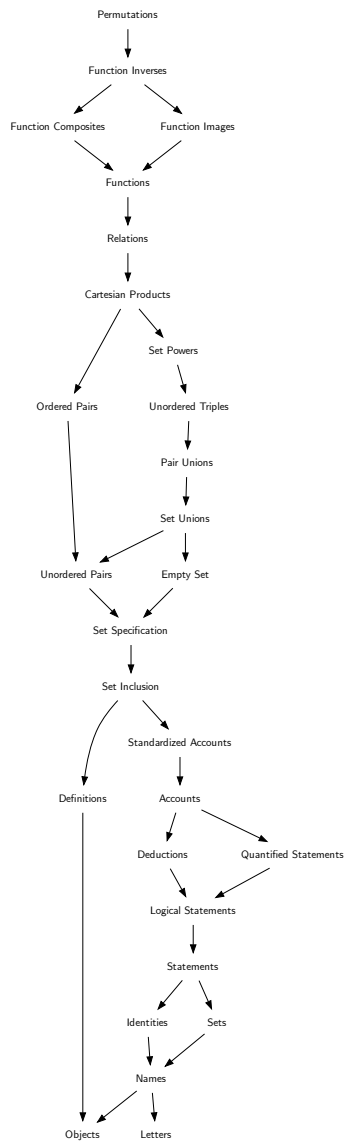 Permutations
Function Inverses
Function Composites
Function Images
Functions
Relations
Cartesian Products
Set Powers
Ordered Pairs
Unordered Triples
Pair Unions
Set Unions
Unordered Pairs
Empty Set
Set Specification
Set Inclusion
Standardized Accounts
Definitions
Accounts
Deductions
Quantified Statements
Logical Statements
Statements
Identities
Sets
Names
Objects
Letters